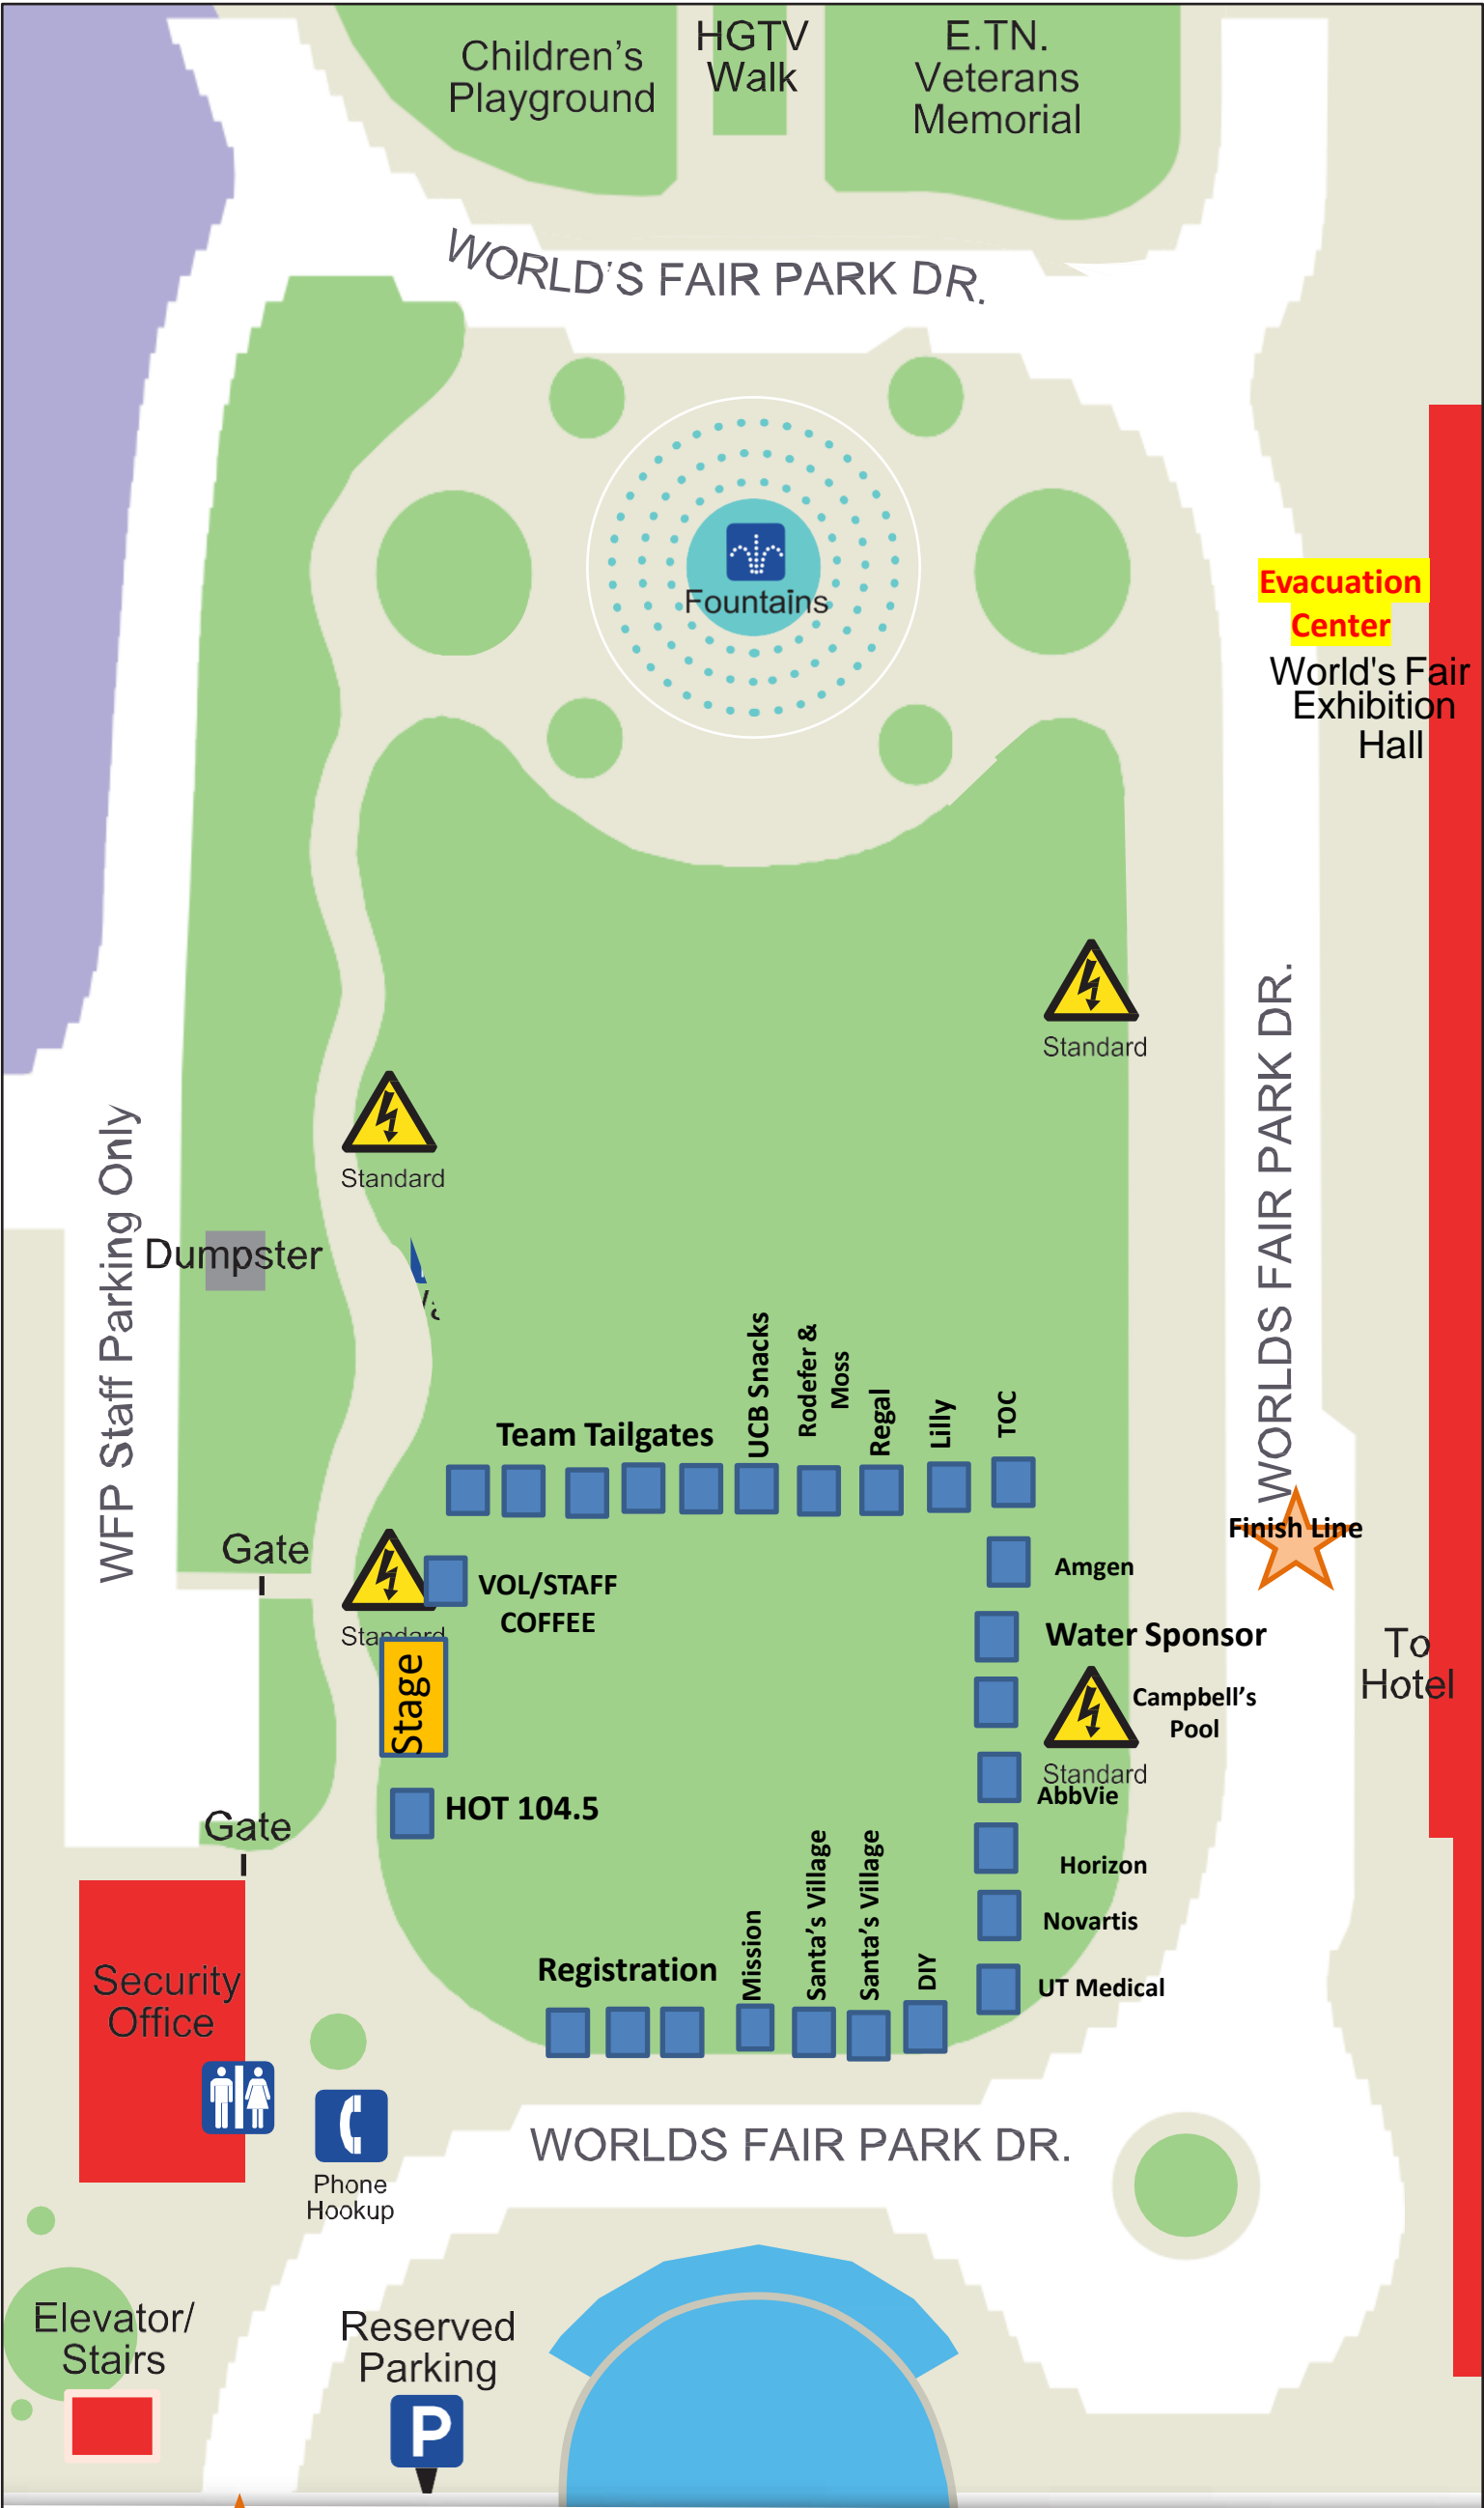 Children's
Playground
HGTV
Walk
E.TN.
Veterans
Memorial
WORLD'S FAIR PARK DR.
Fountains
Evacuation
Center
World's Fair
Exhibition
Hall
Standard
WORLDS FAIR PARK DR.
Standard
WFP Staff Parking Only
Dumpster
Team Tailgates
UCB Snacks
Rodefer &
Moss
Regal
Lilly
TOC
Finish Line
Gate
VOL/STAFF
COFFEE
Standard
Amgen
Water Sponsor
To
Hotel
Stage
Campbell's
Pool
Standard
AbbVie
HOT 104.5
Gate
Horizon
Novartis
UT Medical
Registration
Mission
Santa's Village
Santa's Village
DIY
Security
Office
WORLDS FAIR PARK DR.
Phone
Hookup
Elevator/
Stairs
Reserved
Parking
P